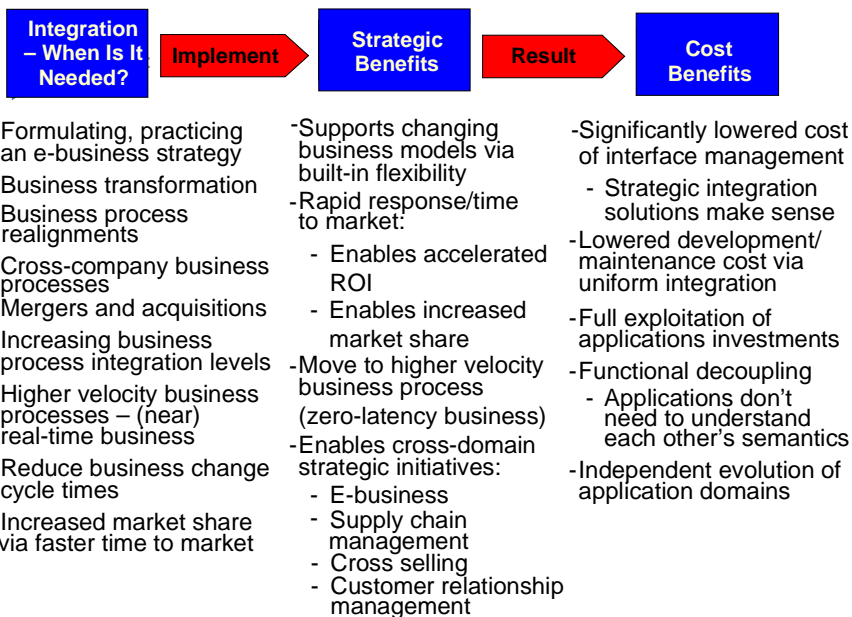 Integration
– When Is It
Needed?
Implement
Strategic
Benefits
Result
Cost
Benefits
Formulating, practicing
an e-business strategy
Business transformation
Business process
realignments
Cross-company business
processes
Mergers and acquisitions
Increasing business
process integration levels
Higher velocity business
processes – (near)
real-time business
Reduce business change
cycle times
Increased market share
via faster time to market
-Supports changing
business models via
built-in flexibility
-Rapid response/time
to market:
- Enables accelerated
ROI
- Enables increased
market share
-Move to higher velocity
business process
(zero-latency business)
-Enables cross-domain
strategic initiatives:
- E-business
- Supply chain
management
- Cross selling
- Customer relationship
management
-Significantly lowered cost
of interface management
- Strategic integration
solutions make sense
-Lowered development/
maintenance cost via
uniform integration
-Full exploitation of
applications investments
-Functional decoupling
- Applications don’t
need to understand
each other’s semantics
-Independent evolution of
application domains